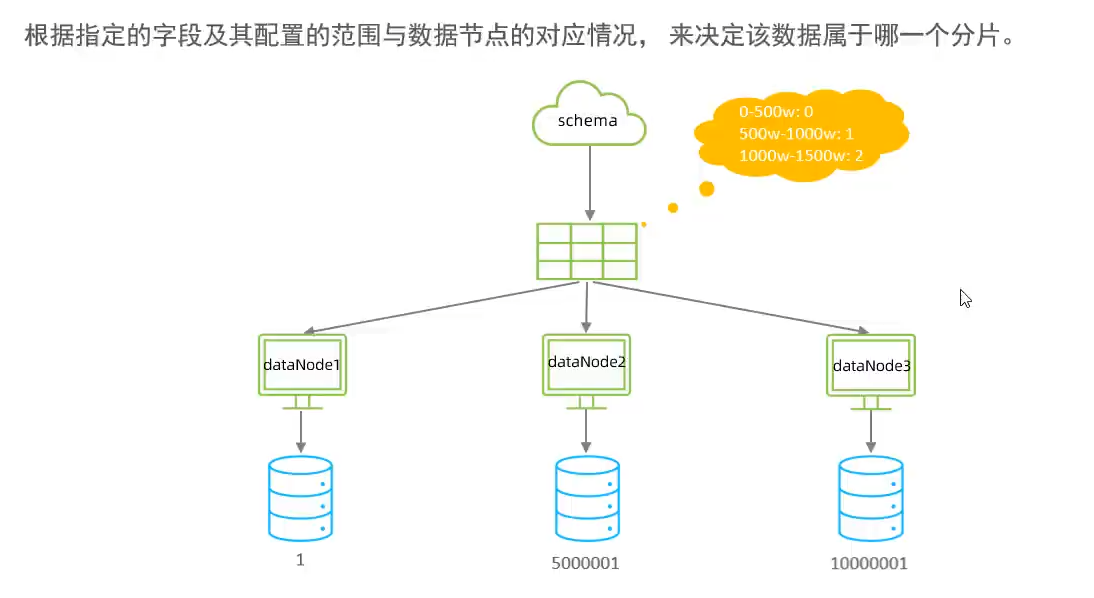 根据指定的字段及其配置的范围与数据节点的对应情况， 来决定该数据属于哪一个分片。
schema
0-500w: 0
500w-1000w: 1
1000w-1500w: 2
dataNode1
dataNode2
dataNode3
1
5000001
10000001